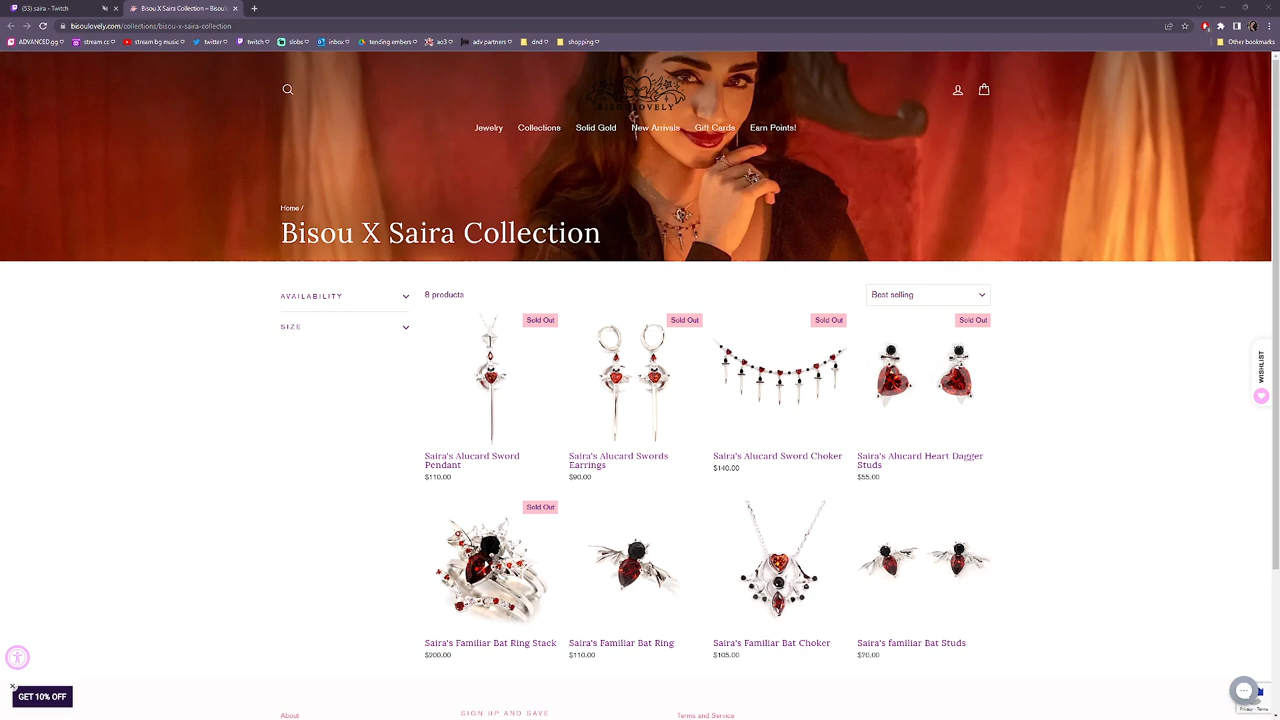 (53) saira - Twitch
Bisou X Saira Collection – Bisoul
bisoulovely.com/collections/bisou-x-saira-collection
ADVANCED.gg
stream cc
stream bg music
twitter
twitch
slobs
inbox
tending embers
ao3
adv partners
dnd
shopping
Other bookmarks
BISOULOVELY
Jewelry
Collections
Solid Gold
New Arrivals
Gift Cards
Earn Points!
Home /
Bisou X Saira Collection
AVAILABILITY
SIZE
8 products
Best selling
Sold Out
Sold Out
Sold Out
Sold Out
Saira's Alucard Sword
Pendant
$110.00
Saira's Alucard Swords
Earrings
$90.00
Saira's Alucard Sword Choker
$140.00
Saira's Alucard Heart Dagger
Studs
$55.00
WISHLIST
Sold Out
Saira's Familiar Bat Ring Stack
$200.00
Saira's Familiar Bat Ring
$110.00
Saira's Familiar Bat Choker
$105.00
Saira's familiar Bat Studs
$70.00
GET 10% OFF
About
SIGN UP AND SAVE
Terms and Service
Privacy - Terms